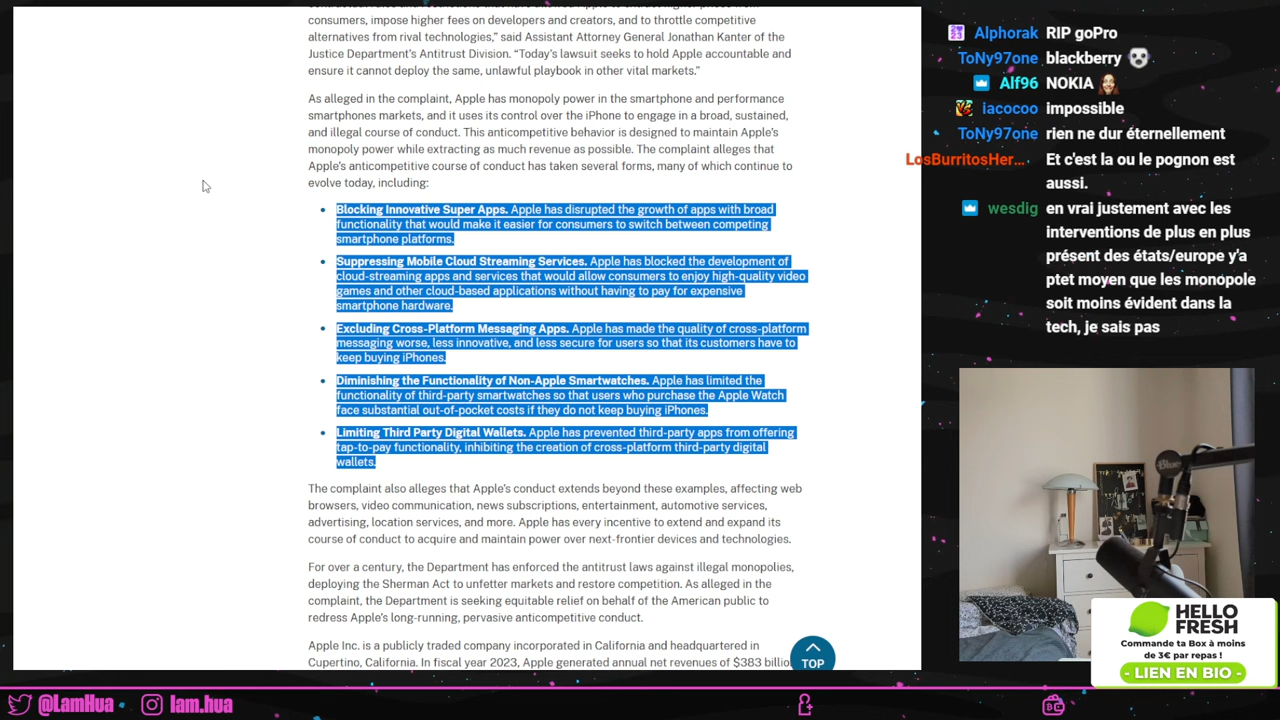 consumers, impose higher fees on developers and creators, and to throttle competitive
alternatives from rival technologies,” said Assistant Attorney General Jonathan Kanter of the
Justice Department’s Antitrust Division. “Today’s lawsuit seeks to hold Apple accountable and
ensure it cannot deploy the same, unlawful playbook in other vital markets.”
As alleged in the complaint, Apple has monopoly power in the smartphone and performance
smartphones markets, and it uses its control over the iPhone to engage in a broad, sustained,
and illegal course of conduct. This anticompetitive behavior is designed to maintain Apple’s
monopoly power while extracting as much revenue as possible. The complaint alleges that
Apple’s anticompetitive course of conduct has taken several forms, many of which continue to
evolve today, including:
• Blocking Innovative Super Apps. Apple has disrupted the growth of apps with broad
functionality that would make it easier for consumers to switch between competing
smartphone platforms.
• Suppressing Mobile Cloud Streaming Services. Apple has blocked the development of
cloud-streaming apps and services that would allow consumers to enjoy high-quality video
games and other cloud-based applications without having to pay for expensive
smartphone hardware.
• Excluding Cross-Platform Messaging Apps. Apple has made the quality of cross-platform
messaging worse, less innovative, and less secure for users so that its customers have to
keep buying iPhones.
• Diminishing the Functionality of Non-Apple Smartwatches. Apple has limited the
functionality of third-party smartwatches so that users who purchase the Apple Watch
face substantial out-of-pocket costs if they do not keep buying iPhones.
• Limiting Third Party Digital Wallets. Apple has prevented third-party apps from offering
tap-to-pay functionality, inhibiting the creation of cross-platform third-party digital
wallets.
The complaint also alleges that Apple’s conduct extends beyond these examples, affecting web
browsers, video communication, news subscriptions, entertainment, automotive services,
advertising, location services, and more. Apple has every incentive to extend and expand its
course of conduct to acquire and maintain power over next-frontier devices and technologies.
For over a century, the Department has enforced the antitrust laws against illegal monopolies,
deploying the Sherman Act to unfetter markets and restore competition. As alleged in the
complaint, the Department is seeking equitable relief on behalf of the American public to
redress Apple’s long-running, pervasive anticompetitive conduct.
Apple Inc. is a publicly traded company incorporated in California and headquartered in
Cupertino, California. In fiscal year 2023, Apple generated annual net revenues of $383
TOP
Alphorak RIP goPro
ToNy97one blackberry
Alf96 NOKIA
iacocoo impossible
ToNy97one rien ne dur éternellement
LosBurritosHer... Et c'est la ou le pognon est
aussi.
wesdig en vrai justement avec les
interventions de plus en plus
présent des états/europe y'a
ptet moyen que les monopole
soit moins évident dans la
tech, je sais pas
HELLO
FRESH
Commande ta Box à moins
de 3€ par repas !
- LIEN EN BIO -
@LamHua
lam.hua